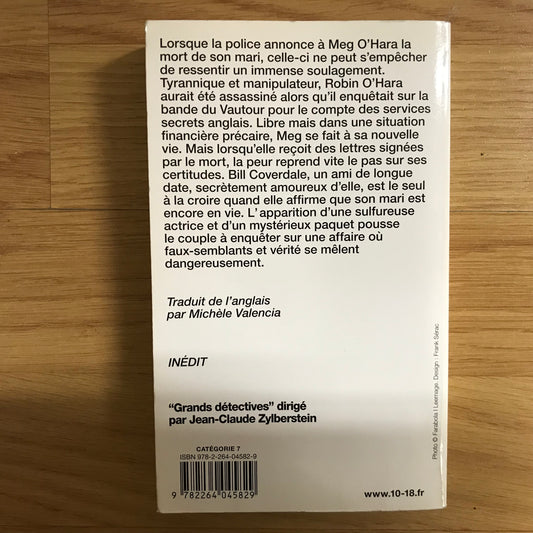 Lorsque la police annonce à Meg O’Hara la
mort de son mari, celle-ci ne peut s’empêcher
de ressentir un immense soulagement.
Tyrannique et manipulateur, Robin O’Hara
aurait été assassiné alors qu’il enquêtait sur la
bande du Vautour pour le compte des services
secrets anglais. Libre mais dans une situation
financière précaire, Meg se fait à sa nouvelle
vie. Mais lorsqu’elle reçoit des lettres signées
par le mort, la peur reprend vite le pas sur ses
certitudes. Bill Coverdale, un ami de longue
date, secrètement amoureux d’elle, est le seul
à la croire quand elle affirme que son mari est
encore en vie. L’apparition d’une sulfureuse
actrice et d’un mystérieux paquet pousse
le couple à enquêter sur une affaire où
faux-semblants et vérité se mêlent
dangereusement.
Traduit de l’anglais
par Michèle Valencia
INÉDIT
“Grands détectives” dirigé
par Jean-Claude Zylberstein
CATÉGORIE 7
ISBN 978-2-264-04582-9
9 782264 045829
www.10-18.fr
Photo © Farabola / Leemage. Design : Frank Sérac